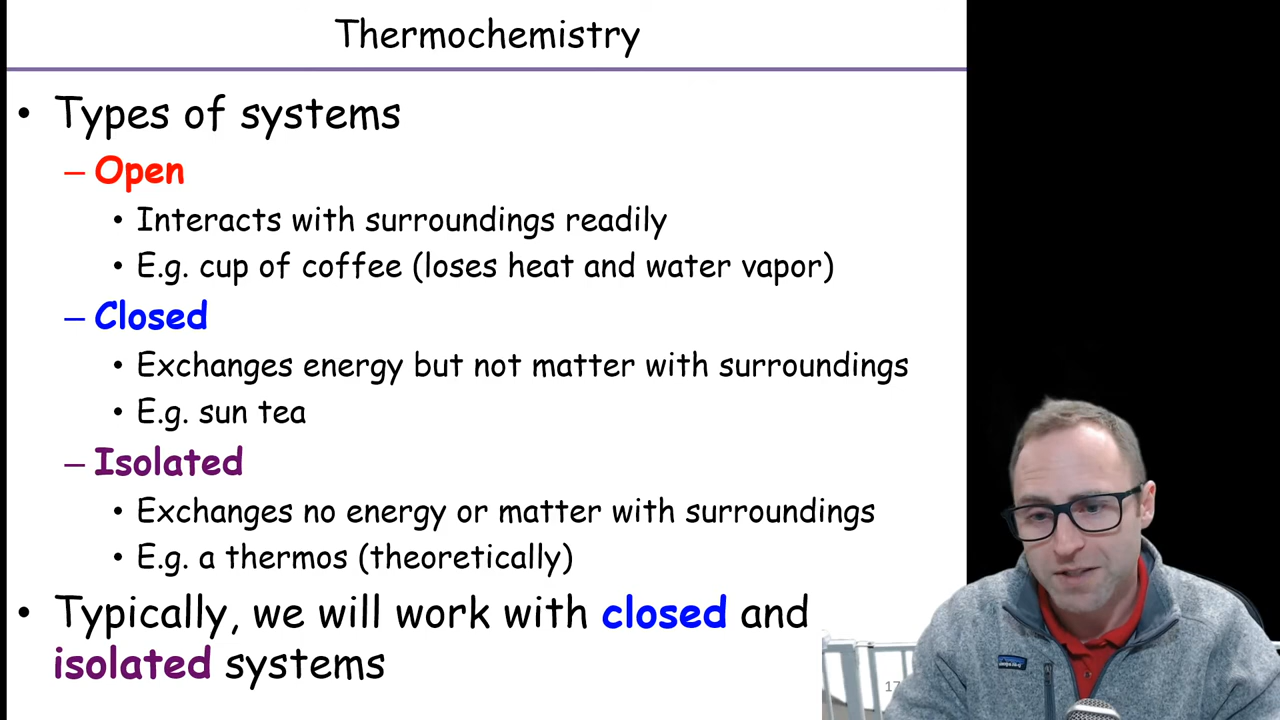 Thermochemistry
• Types of systems
– Open
• Interacts with surroundings readily
• E.g. cup of coffee (loses heat and water vapor)
– Closed
• Exchanges energy but not matter with surroundings
• E.g. sun tea
– Isolated
• Exchanges no energy or matter with surroundings
• E.g. a thermos (theoretically)
• Typically, we will work with closed and
isolated systems